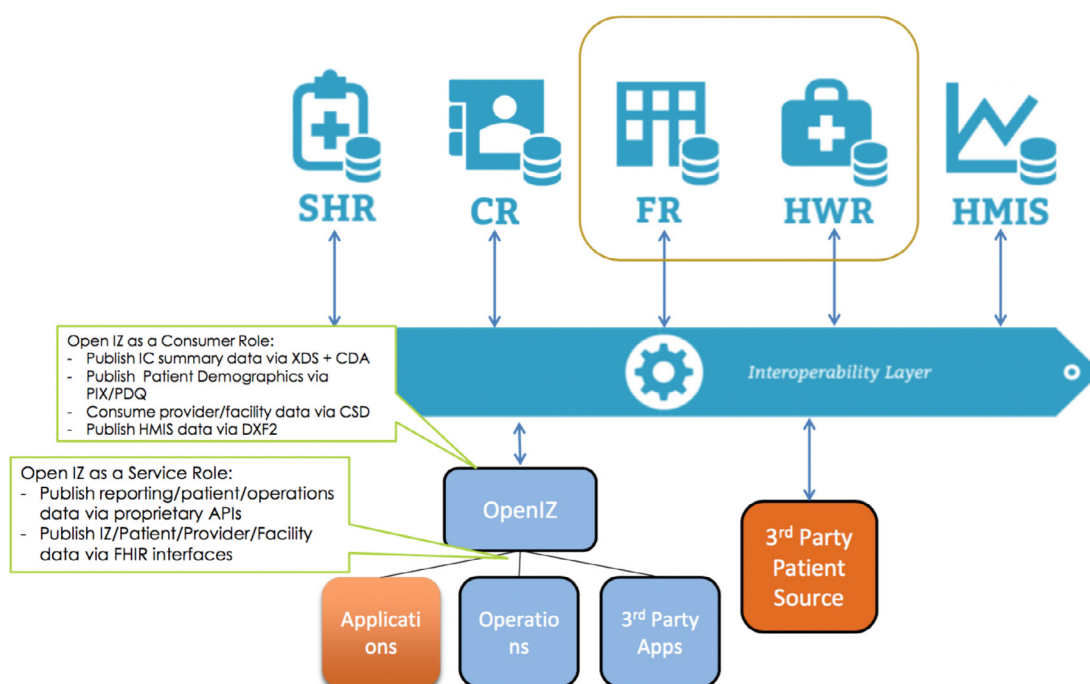 SHR
CR
FR
HWR
HMIS
Open IZ as a Consumer Role:
- Publish IC summary data via XDS + CDA
- Publish Patient Demographics via
PIX/PDQ
- Consume provider/facility data via CSD
- Publish HMIS data via DXF2
Interoperability Layer
Open IZ as a Service Role:
- Publish reporting/patient/operations
data via proprietary APIs
- Publish IZ/Patient/Provider/Facility
data via FHIR interfaces
OpenIZ
3rd Party
Patient
Source
Applicati
ons
Operatio
ns
3rd Party
Apps